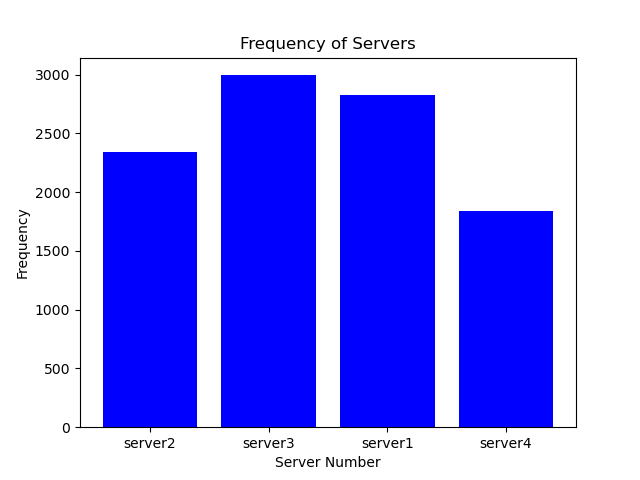 Frequency of Servers
3000
2500
2000
1500
1000
500
0
Frequency
server2 server3 server1 server4
Server Number